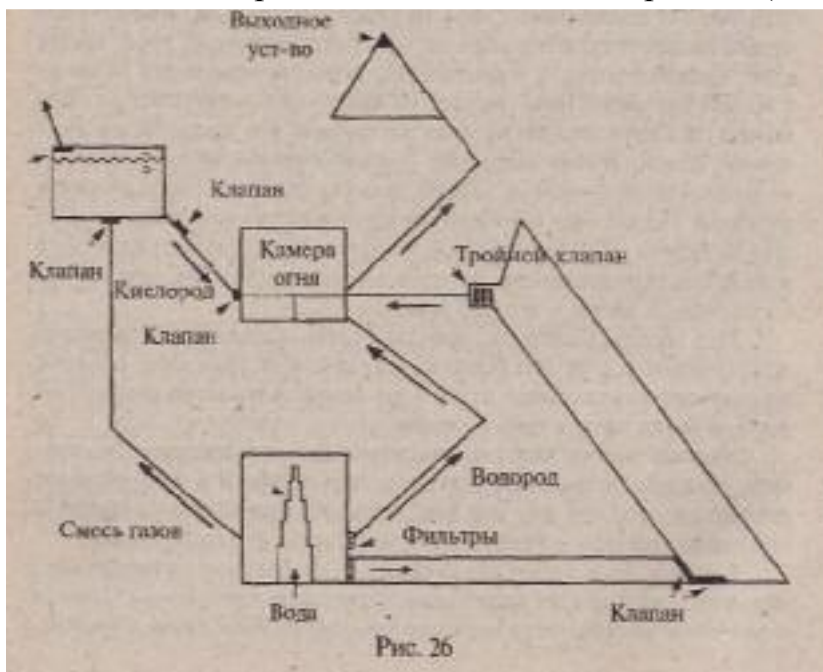 Выходное
уст-во
Клапан
Камера
огня
Тройной клапан
Клапан
Кислород
Клапан
Вовород
Смесь газов
Фильтры
Вода
Клапан
Рис. 26